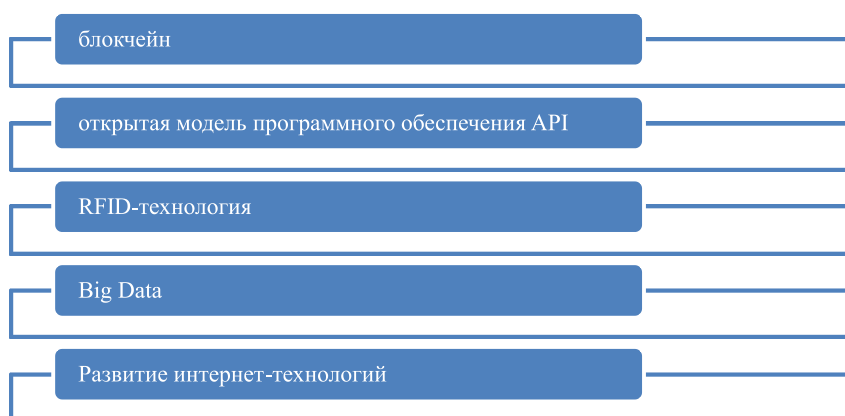 блокчейн
открытая модель программного обеспечения API
RFID-технология
Big Data
Развитие интернет-технологий